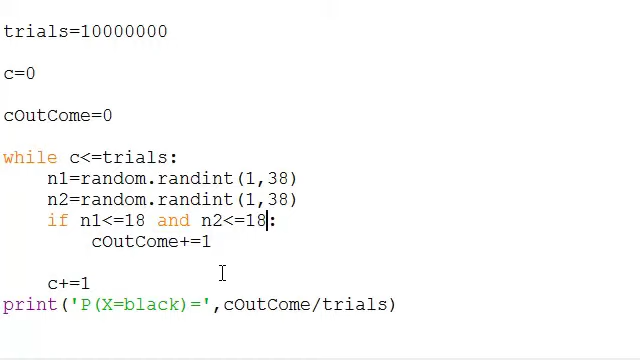 trials=10000000
c=0
cOutCome=0
while c<=trials:
    n1=random.randint(1,38)
    n2=random.randint(1,38)
    if n1<=18 and n2<=18:
        cOutCome+=1
    c+=1
print('P(X=black)=',cOutCome/trials)